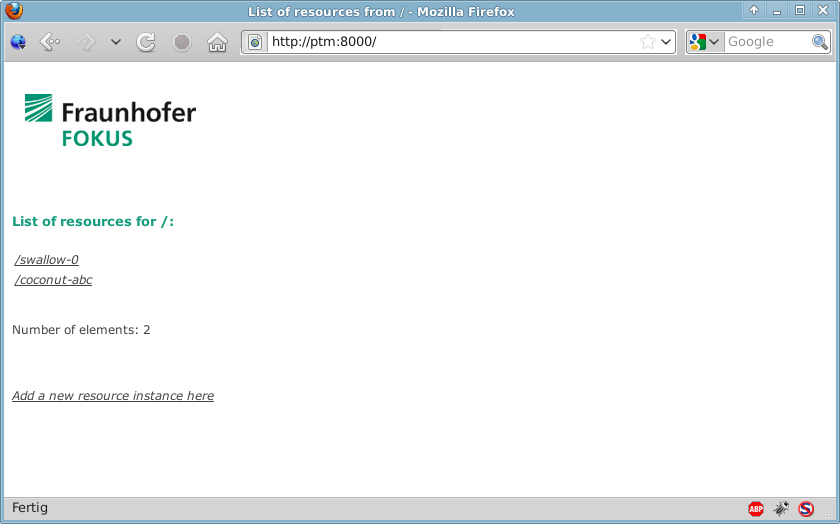 List of resources from / - Mozilla Firefox
http://ptm:8000/
Google
Fraunhofer
FOKUS
List of resources for /:
/swallow-0
/coconut-abc
Number of elements: 2
Add a new resource instance here
Fertig
ABP